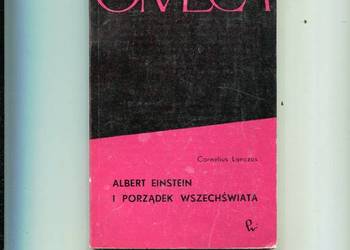 OMEGA
Cornelius Lanczos
ALBERT EINSTEIN
I PORZĄDEK WSZECHŚWIATA